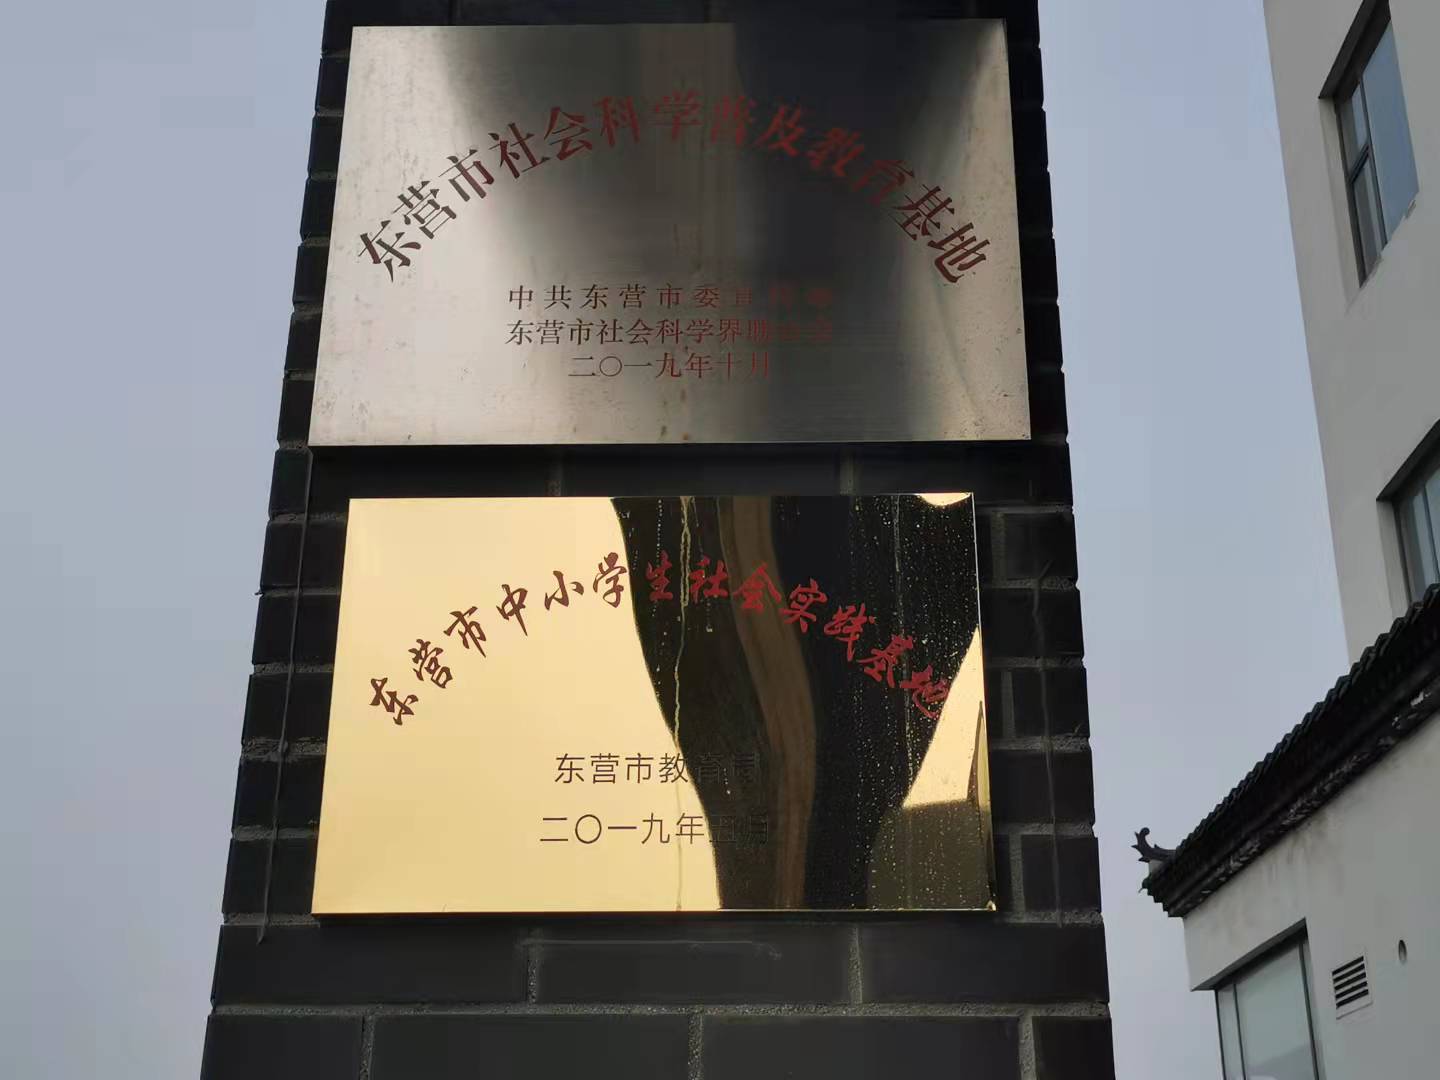 东营市社会科学普及教育基地
中共东营市委宣传部
东营市社会科学界联合会
二〇一九年十月
东营市中小学生社会实践基地
东营市教育局
二〇一九年五月